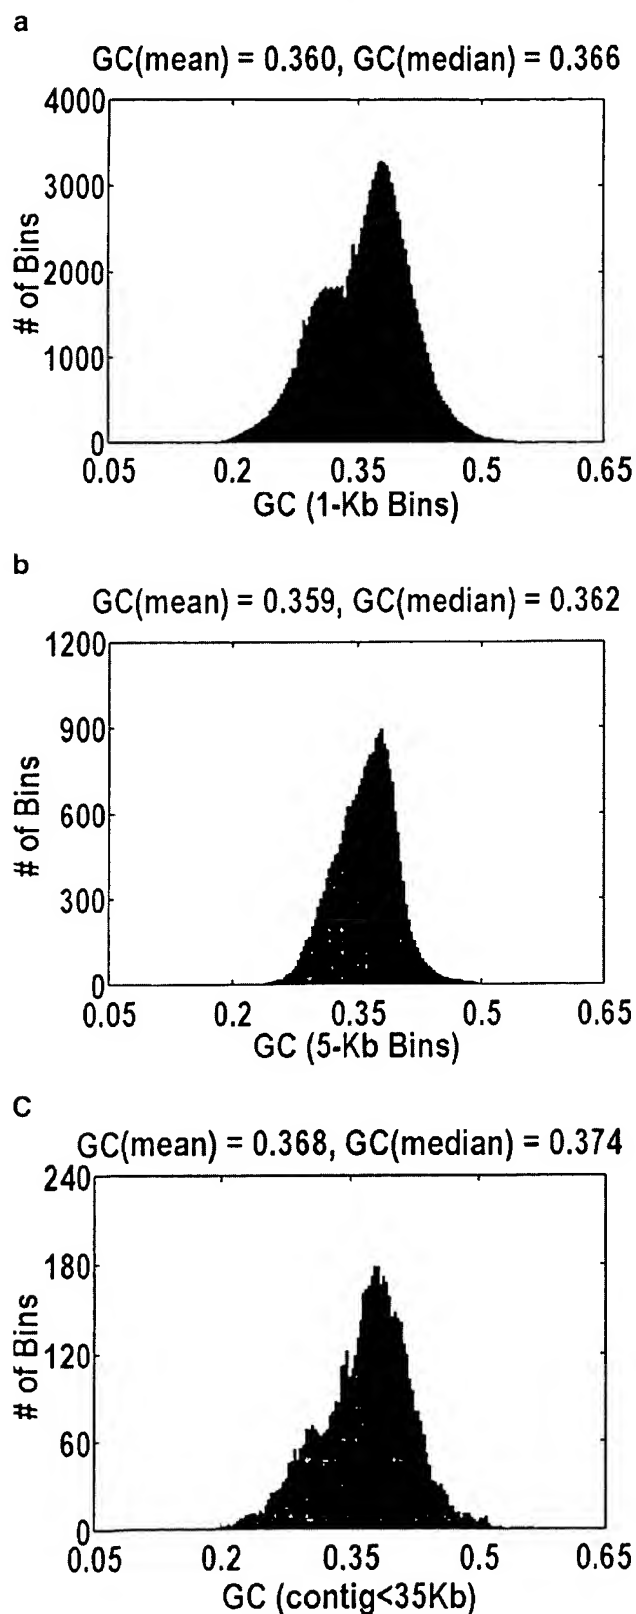 a
GC(mean) = 0.360, GC(median) = 0.366
4000
3000
2000
1000
0
# of Bins
0.05 0.2 0.35 0.5 0.65
GC (1-Kb Bins)
b
GC(mean) = 0.359, GC(median) = 0.362
1200
900
600
300
0
# of Bins
0.05 0.2 0.35 0.5 0.65
GC (5-Kb Bins)
c
GC(mean) = 0.368, GC(median) = 0.374
240
180
120
60
0
# of Bins
0.05 0.2 0.35 0.5 0.65
GC (contig<35Kb)